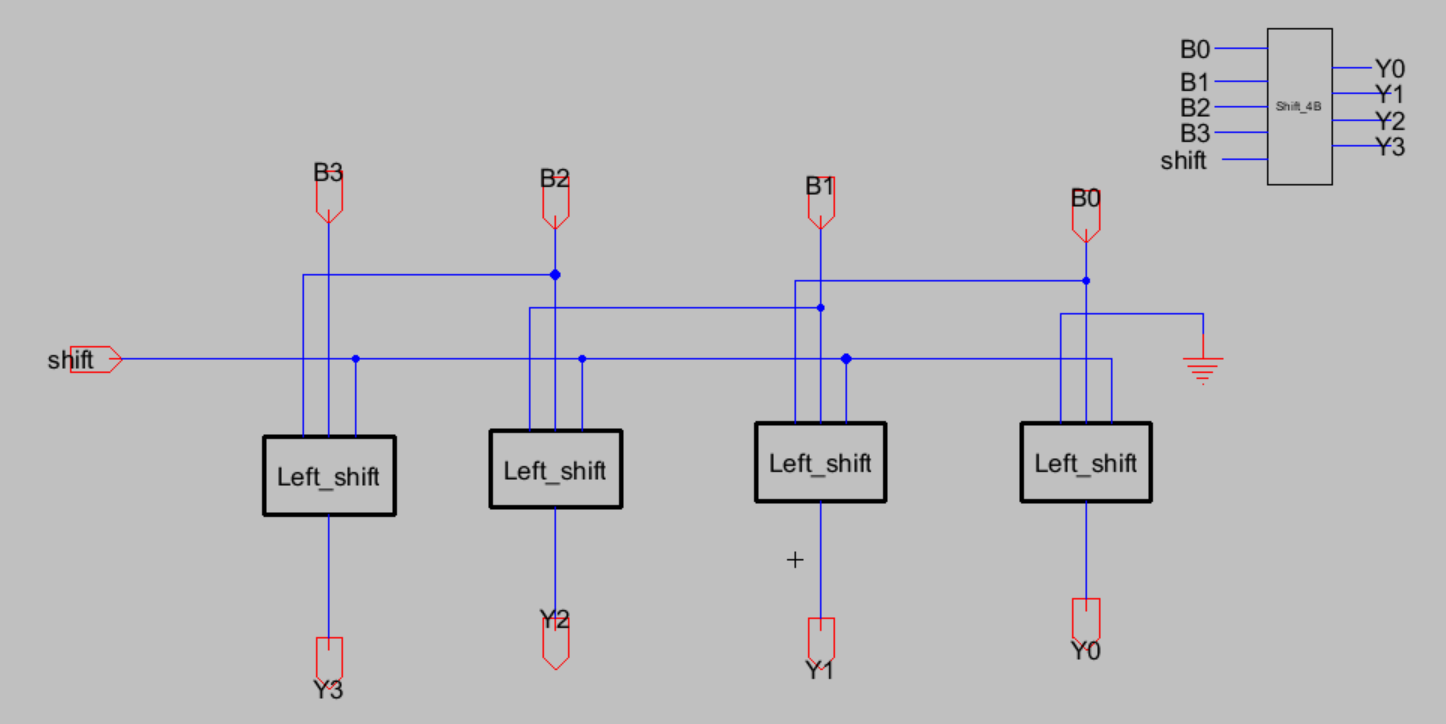 B0
Y0
B1
Y1
Shift_4B
B2
Y2
B3
Y3
shift
B3
B2
B1
B0
shift
Left_shift
Left_shift
Left_shift
Left_shift
Y2
Y0
Y1
Y3